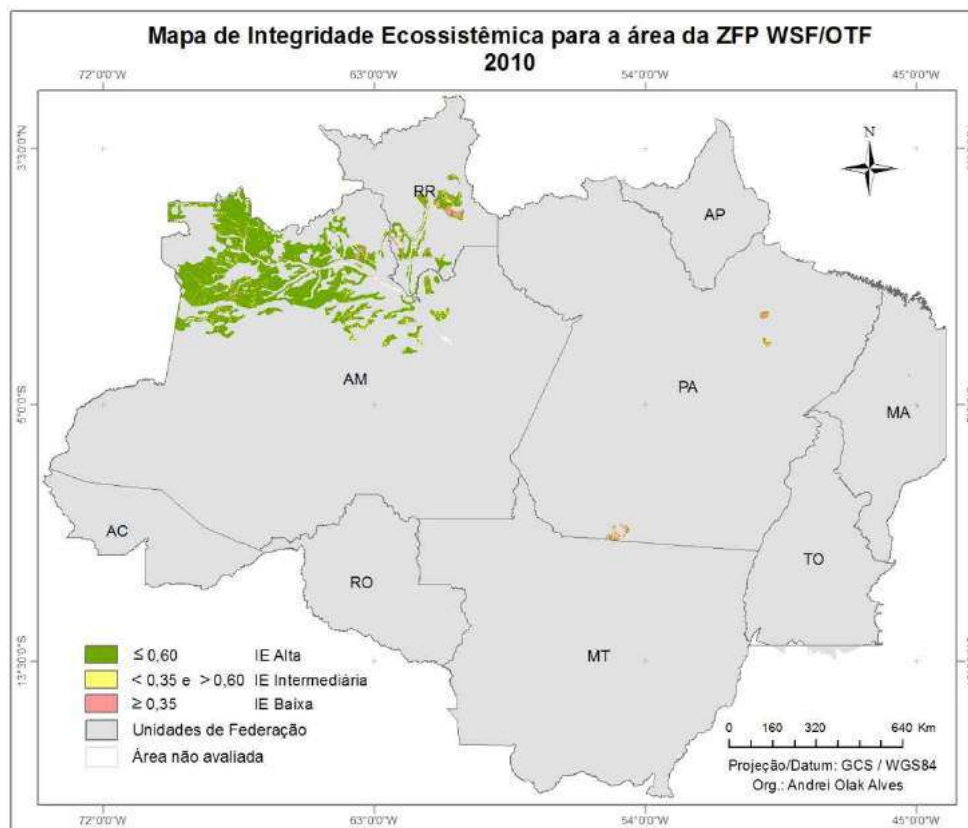 Mapa de Integridade Ecossistêmica para a área da ZFP WSF/OTF
2010
72°0'0"W 63°0'0"W 54°0'0"W 45°0'0"W
3°30'0"N
N
RR
AP
AM
PA
5°0'0"S
MA
AC
TO
RO
MT
13°30'0"S
≤ 0,60 IE Alta
< 0,35 e > 0,60 IE Intermediária
≥ 0,35 IE Baixa
Unidades de Federação
Área não avaliada
0 160 320 640 Km
Projeção/Datum: GCS / WGS84
Org.: Andrei Olak Alves
72°0'0"W 63°0'0"W 54°0'0"W 45°0'0"W